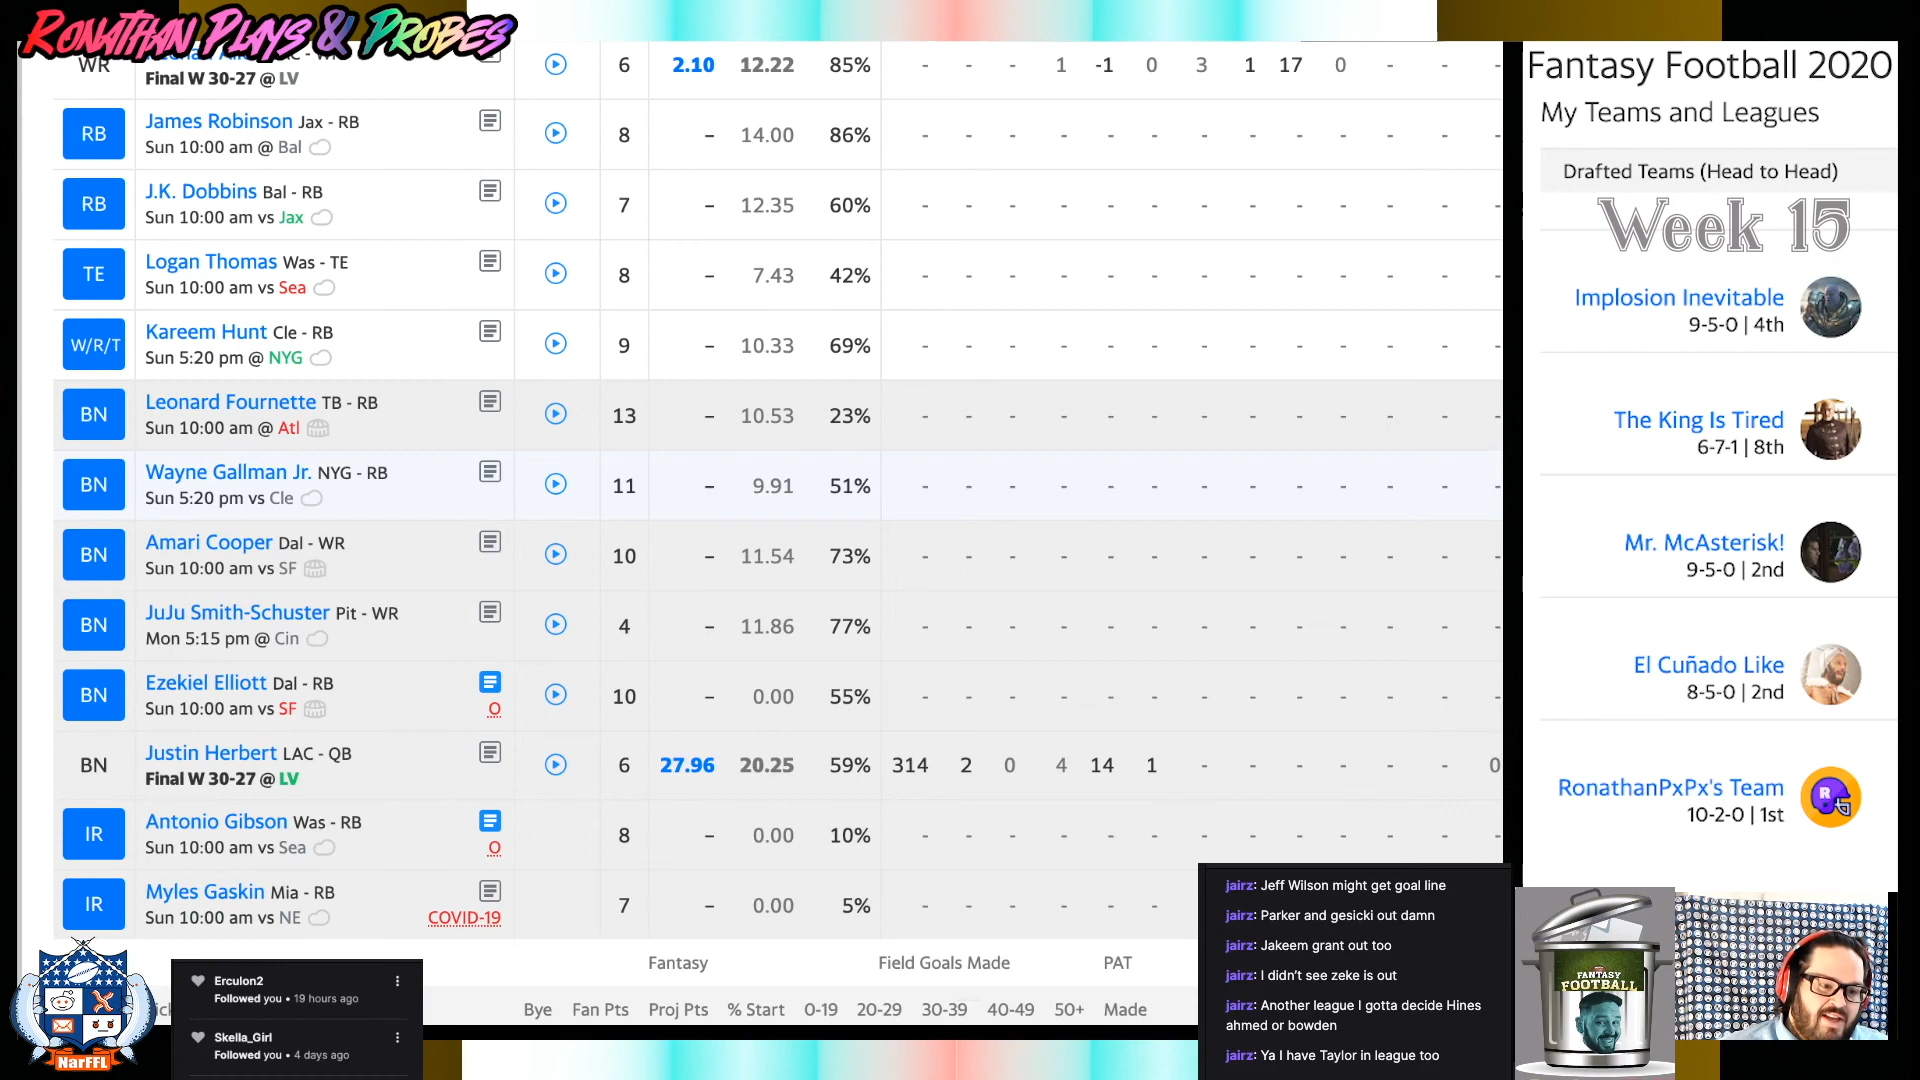 RONATHAN PLAYS & PROBES
WR
Final W 30-27 @ LV
6 2.10 12.22 85% - - - 1 -1 0 3 1 17 0 - - -
RB James Robinson Jax - RB
Sun 10:00 am @ Bal
8 – 14.00 86% - - - - - - - - - - - - -
RB J.K. Dobbins Bal - RB
Sun 10:00 am vs Jax
7 – 12.35 60% - - - - - - - - - - - - -
TE Logan Thomas Was - TE
Sun 10:00 am vs Sea
8 – 7.43 42% - - - - - - - - - - - - -
W/R/T Kareem Hunt Cle - RB
Sun 5:20 pm @ NYG
9 – 10.33 69% - - - - - - - - - - - - -
BN Leonard Fournette TB - RB
Sun 10:00 am @ Atl
13 – 10.53 23% - - - - - - - - - - - - -
BN Wayne Gallman Jr. NYG - RB
Sun 5:20 pm vs Cle
11 – 9.91 51% - - - - - - - - - - - - -
BN Amari Cooper Dal - WR
Sun 10:00 am vs SF
10 – 11.54 73% - - - - - - - - - - - - -
BN JuJu Smith-Schuster Pit - WR
Mon 5:15 pm @ Cin
4 – 11.86 77% - - - - - - - - - - - - -
BN Ezekiel Elliott Dal - RB
Sun 10:00 am vs SF O
10 – 0.00 55% - - - - - - - - - - - - -
BN Justin Herbert LAC - QB
Final W 30-27 @ LV
6 27.96 20.25 59% 314 2 0 4 14 1 - - - - - - 0
IR Antonio Gibson Was - RB
Sun 10:00 am vs Sea O
8 – 0.00 10% - - - - - - - - - - - - -
IR Myles Gaskin Mia - RB
Sun 10:00 am vs NE COVID-19
7 – 0.00 5% - - - - - -
Fantasy Field Goals Made PAT
Bye Fan Pts Proj Pts % Start 0-19 20-29 30-39 40-49 50+ Made
Fantasy Football 2020
My Teams and Leagues
Drafted Teams (Head to Head)
Week 15
Implosion Inevitable
9-5-0 | 4th
The King Is Tired
6-7-1 | 8th
Mr. McAsterisk!
9-5-0 | 2nd
El Cuñado Like
8-5-0 | 2nd
RonathanPxPx's Team
10-2-0 | 1st
R
NarFFL
Erculon2
Followed you • 19 hours ago
Skella_Girl
Followed you • 4 days ago
jairz: Jeff Wilson might get goal line
jairz: Parker and gesicki out damn
jairz: Jakeem grant out too
jairz: I didn't see zeke is out
jairz: Another league I gotta decide Hines
ahmed or bowden
jairz: Ya I have Taylor in league too
FANTASY
FOOTBALL